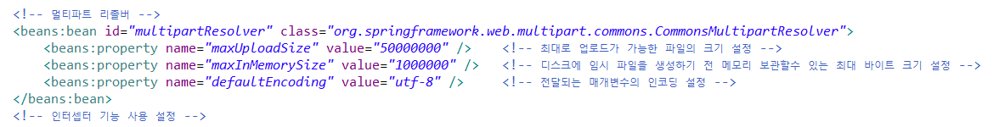 <!-- 멀티파트 리졸버 -->
<beans:bean id="multipartResolver" class="org.springframework.web.multipart.commons.CommonsMultipartResolver">
<beans:property name="maxUploadSize" value="50000000" /> <!-- 최대로 업로드가 가능한 파일의 크기 설정 -->
<beans:property name="maxInMemorySize" value="1000000" /> <!-- 디스크에 임시 파일을 생성하기 전 메모리 보관할수 있는 최대 바이트 크기 설정 -->
<beans:property name="defaultEncoding" value="utf-8" /> <!-- 전달되는 매개변수의 인코딩 설정 -->
</beans:bean>
<!-- 인터셉터 기능 사용 설정 -->